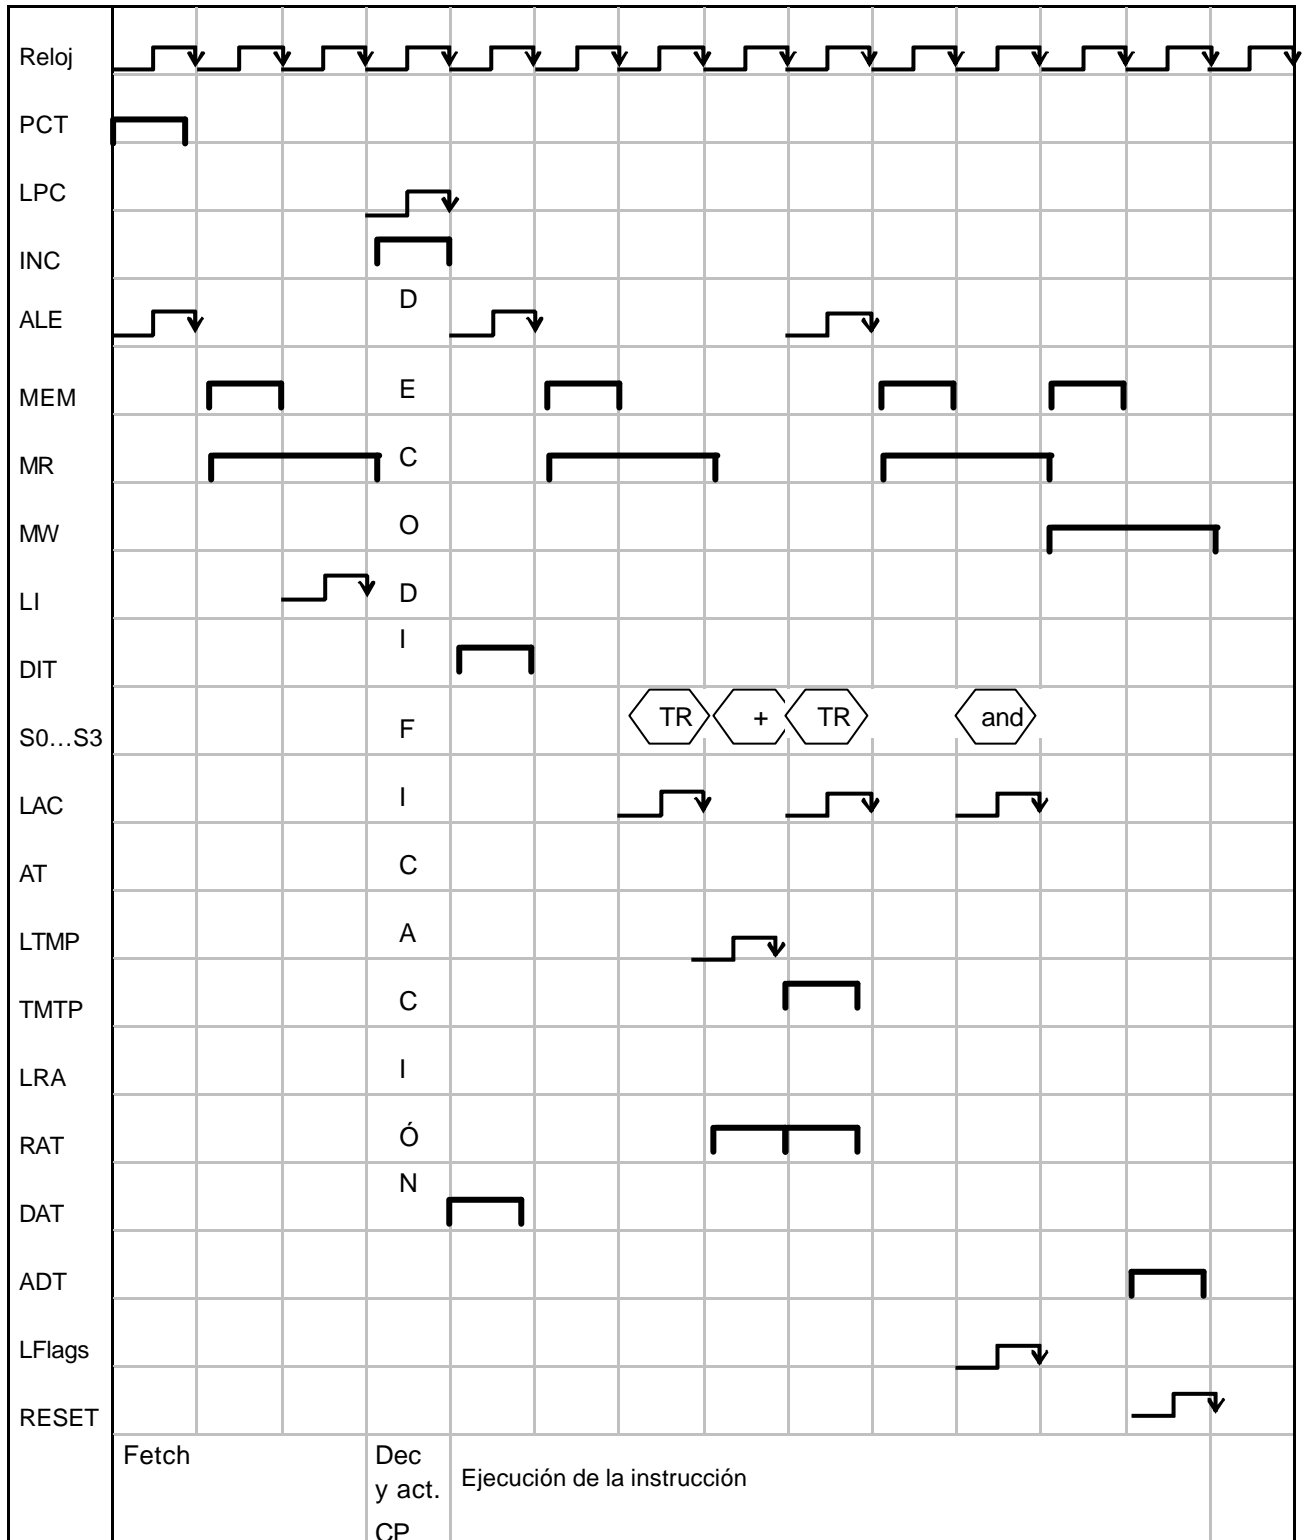 Reloj
PCT
LPC
INC
D
ALE
MEM
E
MR
C
MW
O
LI
D
I
DIT
S0...S3
F
TR
+
TR
and
LAC
I
AT
C
LTMP
A
TMTP
C
LRA
I
RAT
Ó
N
DAT
ADT
LFlags
RESET
Fetch
Dec
y act.
CP
Ejecución de la instrucción